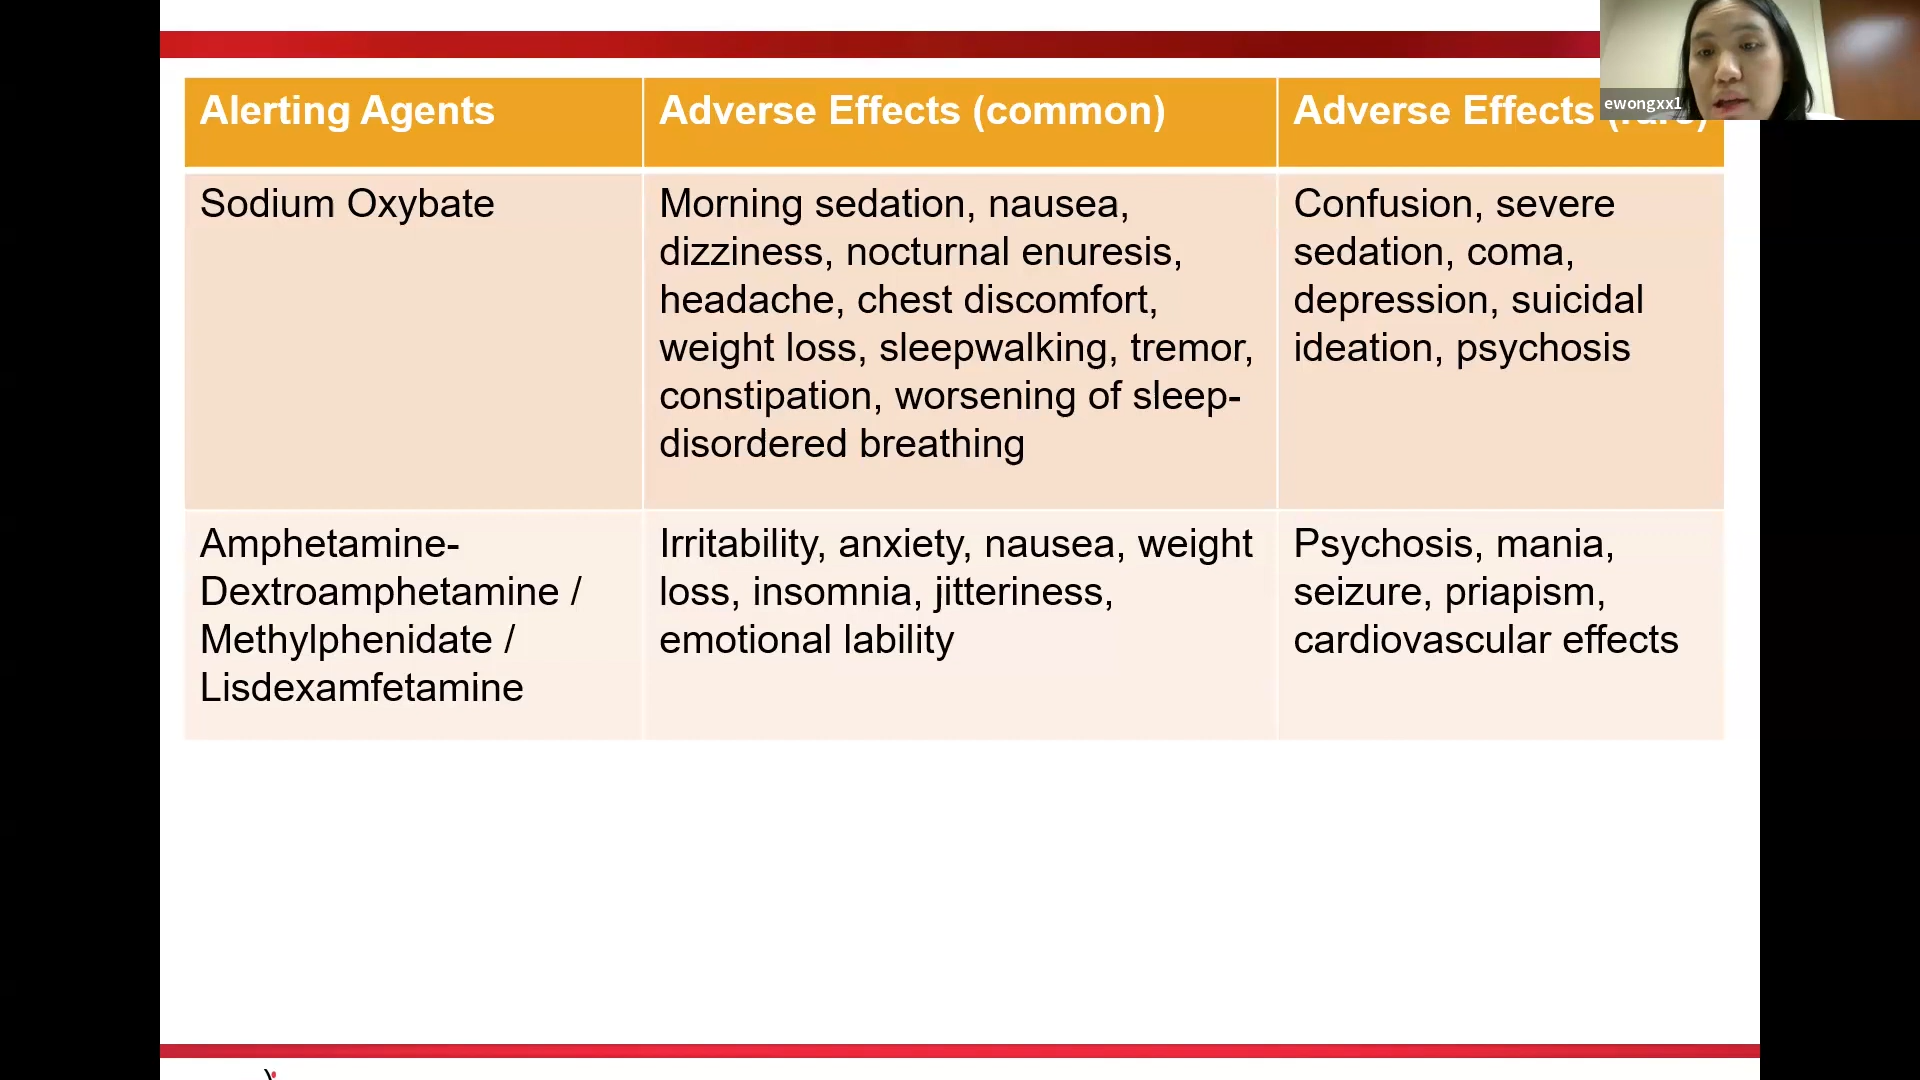 Alerting Agents
Adverse Effects (common)
Adverse Effects
ewongxx1
Sodium Oxybate
Morning sedation, nausea,
dizziness, nocturnal enuresis,
headache, chest discomfort,
weight loss, sleepwalking, tremor,
constipation, worsening of sleep-
disordered breathing
Confusion, severe
sedation, coma,
depression, suicidal
ideation, psychosis
Amphetamine-
Dextroamphetamine /
Methylphenidate /
Lisdexamfetamine
Irritability, anxiety, nausea, weight
loss, insomnia, jitteriness,
emotional lability
Psychosis, mania,
seizure, priapism,
cardiovascular effects